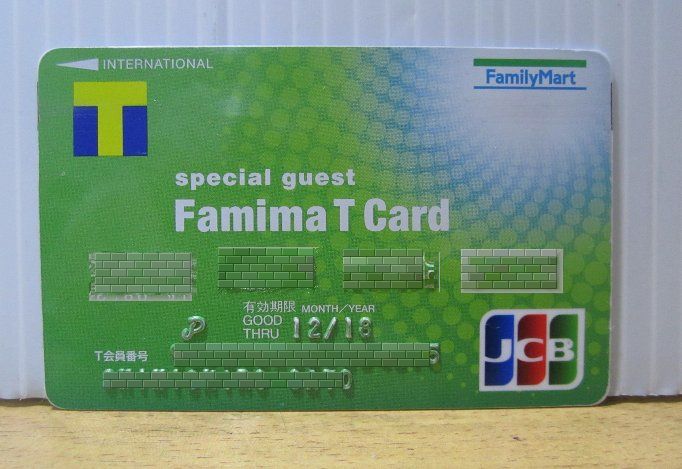 INTERNATIONAL
FamilyMart
T
special guest
Famima T Card
有効期限 MONTH/YEAR
P GOOD THRU 12/18
T会員番号
JCB